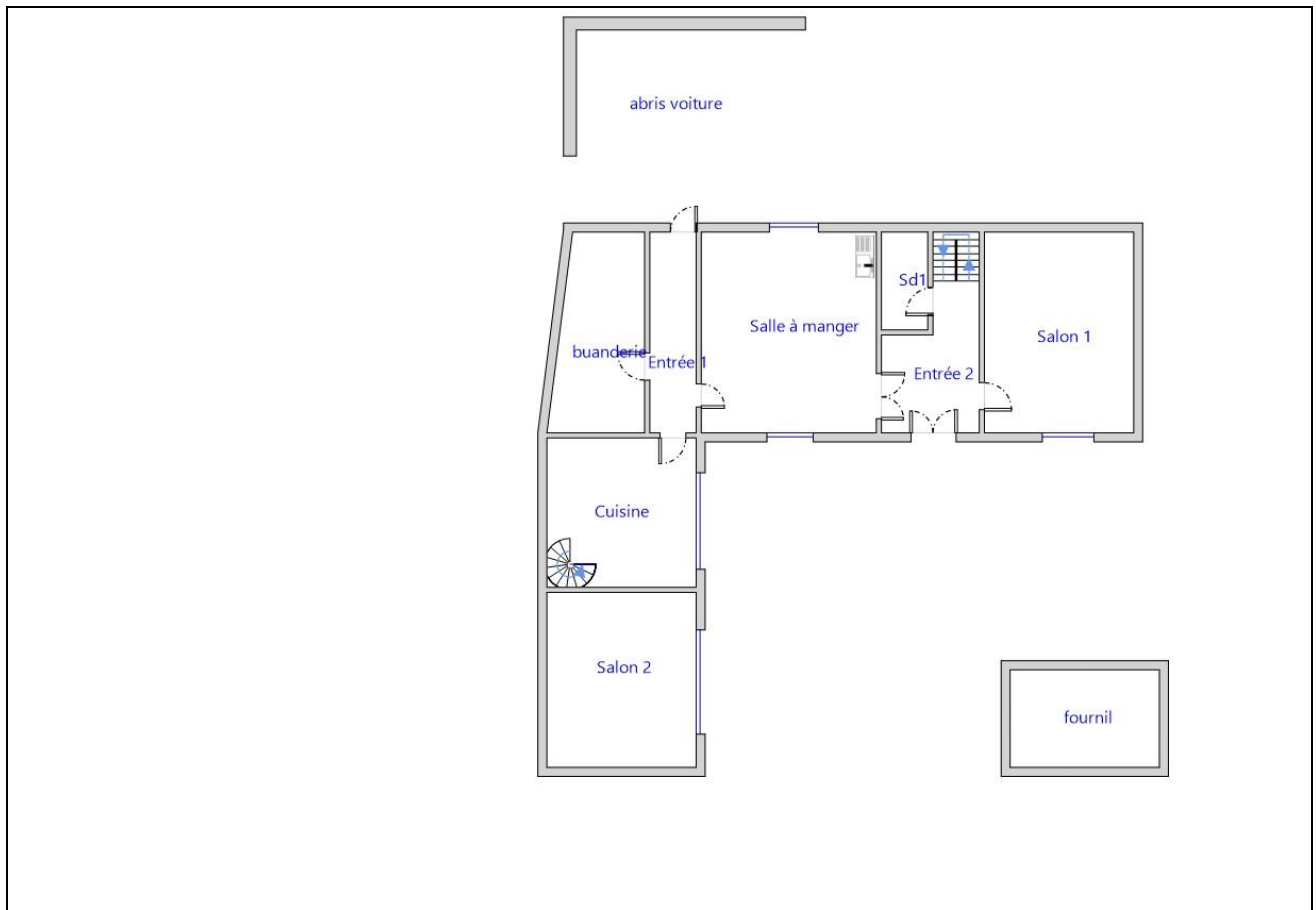 abris voiture
Sd1
Salle à manger
Salon 1
buanderie
Entrée 1
Entrée 2
Cuisine
Salon 2
fournil